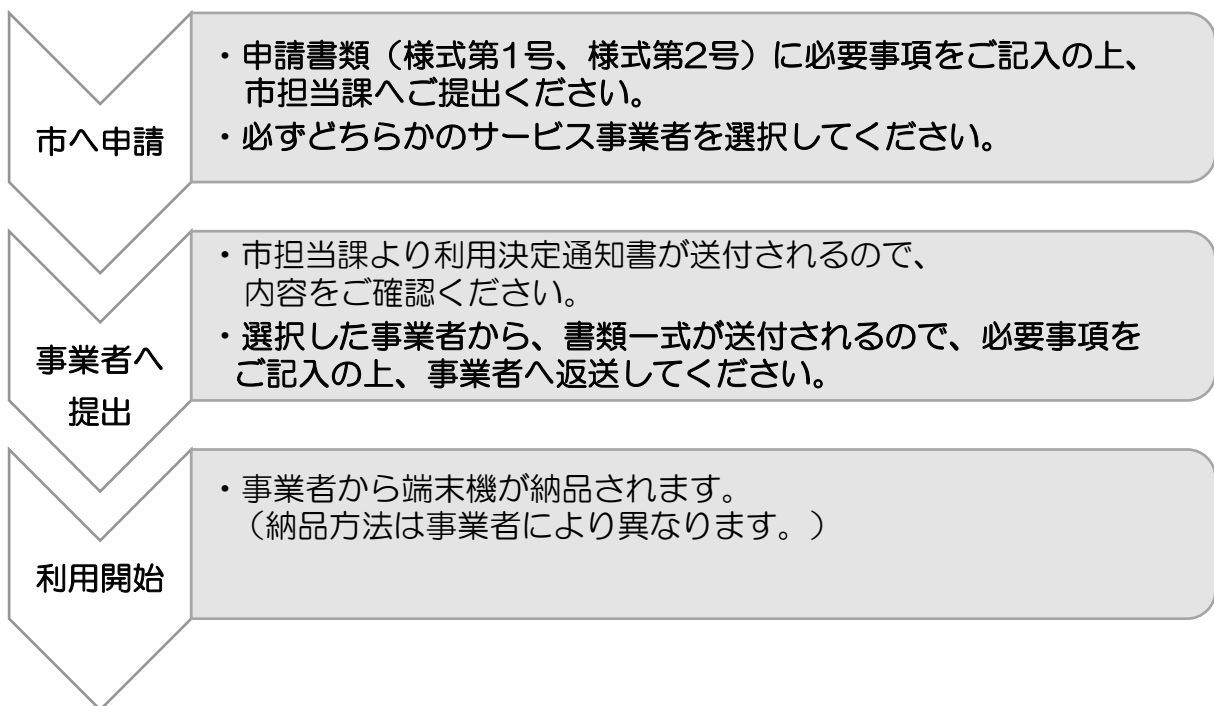 市へ申請
・申請書類（様式第1号、様式第2号）に必要事項をご記入の上、
市担当課へご提出ください。
・必ずどちらかのサービス事業者を選択してください。
事業者へ
提出
・市担当課より利用決定通知書が送付されるので、
内容をご確認ください。
・選択した事業者から、書類一式が送付されるので、必要事項を
ご記入の上、事業者へ返送してください。
利用開始
・事業者から端末機が納品されます。
（納品方法は事業者により異なります。）